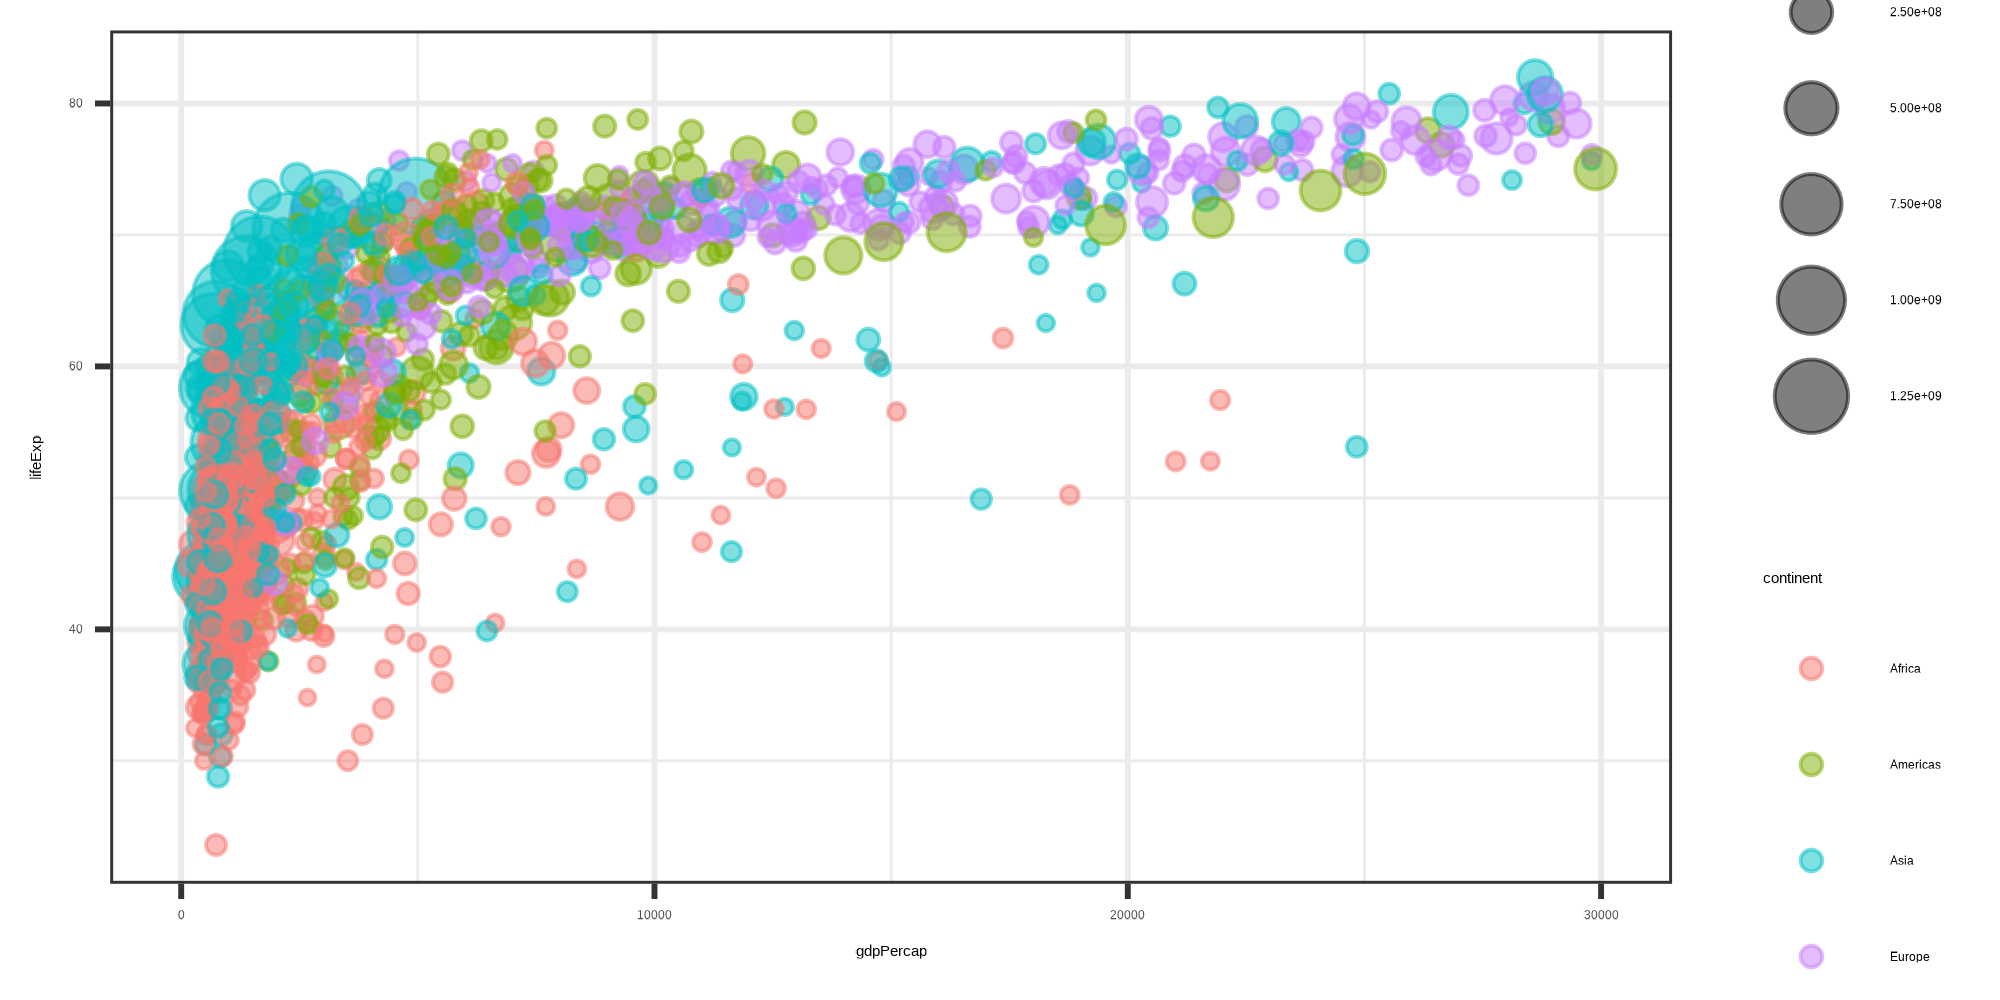 2.50e+08
5.00e+08
7.50e+08
1.00e+09
1.25e+09
continent
Africa
Americas
Asia
Europe
80
60
40
lifeExp
0
10000
20000
30000
gdpPercap